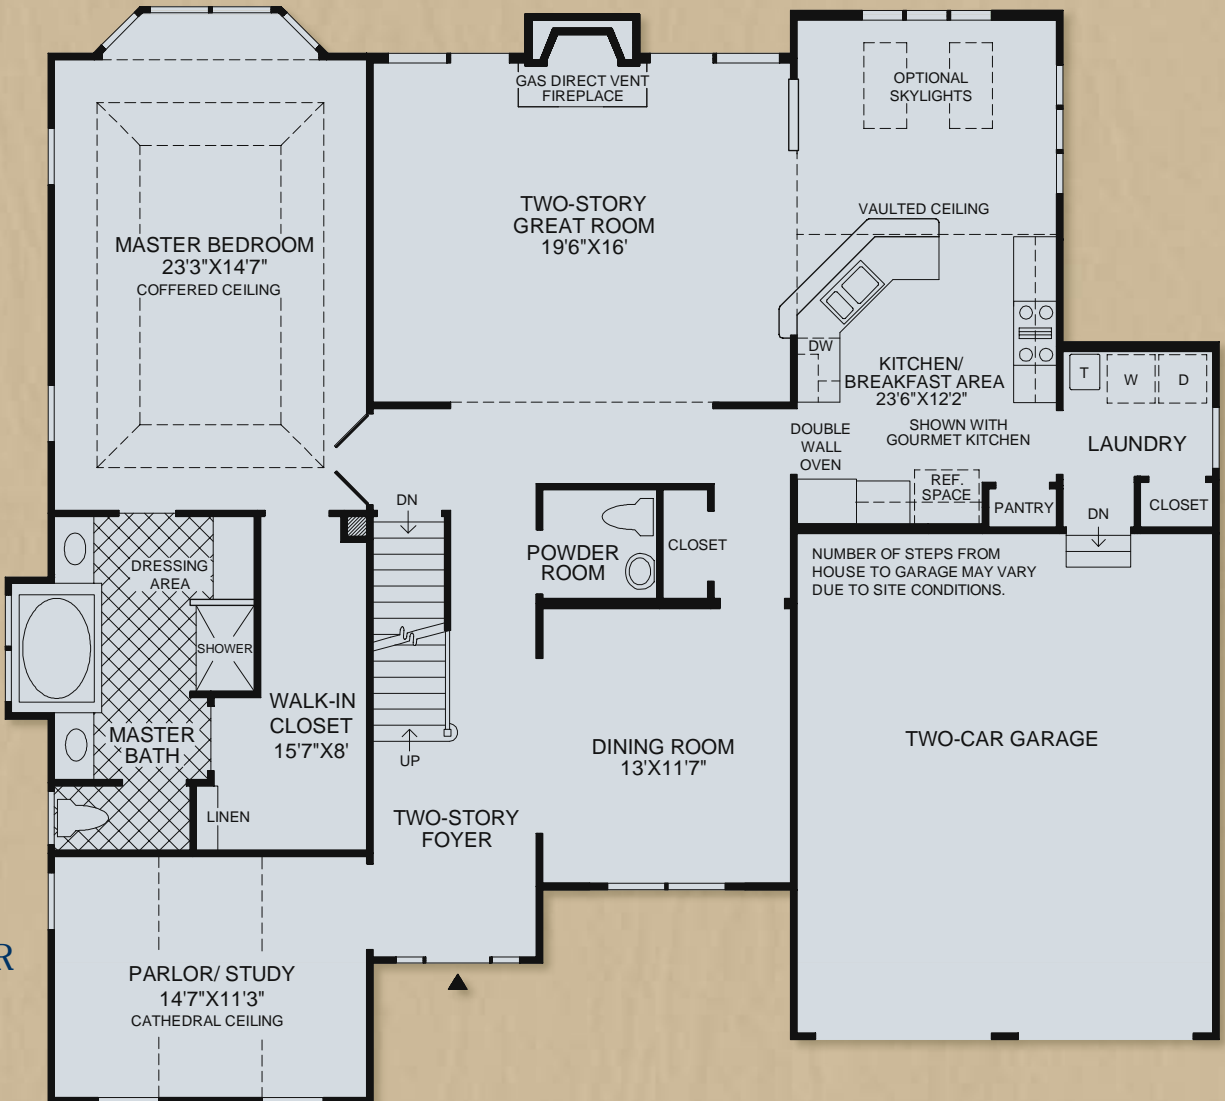 GAS DIRECT VENT
FIREPLACE
OPTIONAL
SKYLIGHTS
MASTER BEDROOM
23'3"X14'7"
COFFERED CEILING
TWO-STORY
GREAT ROOM
19'6"X16'
VAULTED CEILING
DW
KITCHEN/
BREAKFAST AREA
23'6"X12'2"
SHOWN WITH
GOURMET KITCHEN
T
W
D
LAUNDRY
DOUBLE
WALL
OVEN
REF.
SPACE
PANTRY
DN
CLOSET
DN
POWDER
ROOM
CLOSET
DRESSING
AREA
SHOWER
NUMBER OF STEPS FROM
HOUSE TO GARAGE MAY VARY
DUE TO SITE CONDITIONS.
WALK-IN
CLOSET
15'7"X8'
MASTER
BATH
UP
DINING ROOM
13'X11'7"
TWO-CAR GARAGE
LINEN
TWO-STORY
FOYER
R
PARLOR/ STUDY
14'7"X11'3"
CATHEDRAL CEILING